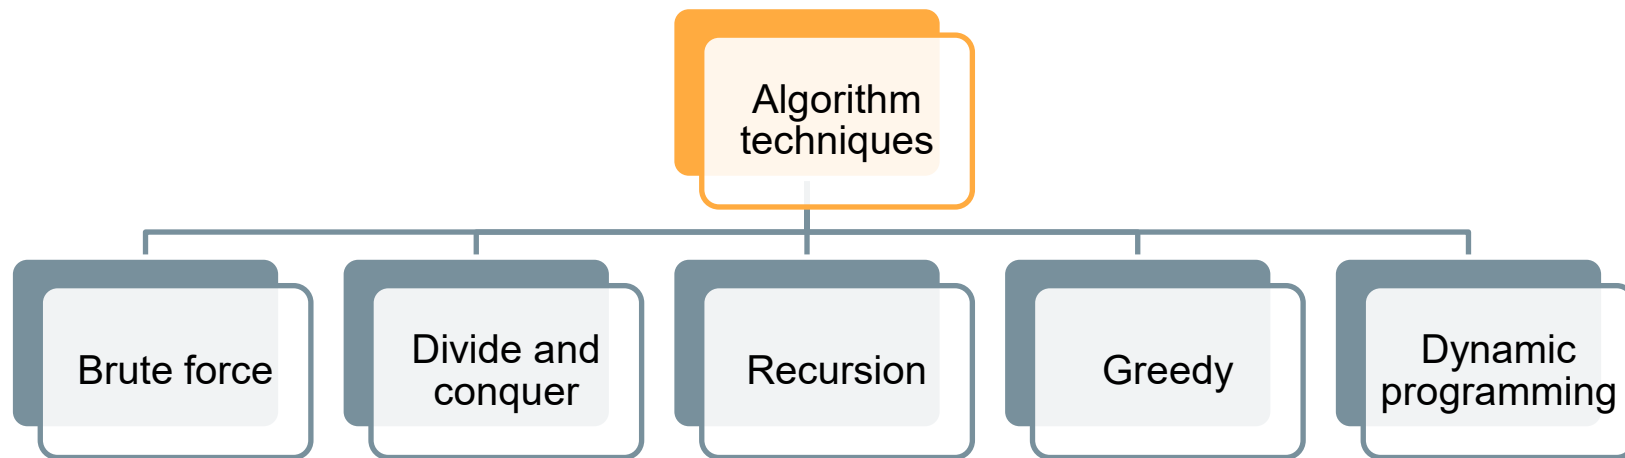 Algorithm
techniques
Brute force
Divide and
conquer
Recursion
Greedy
Dynamic
programming